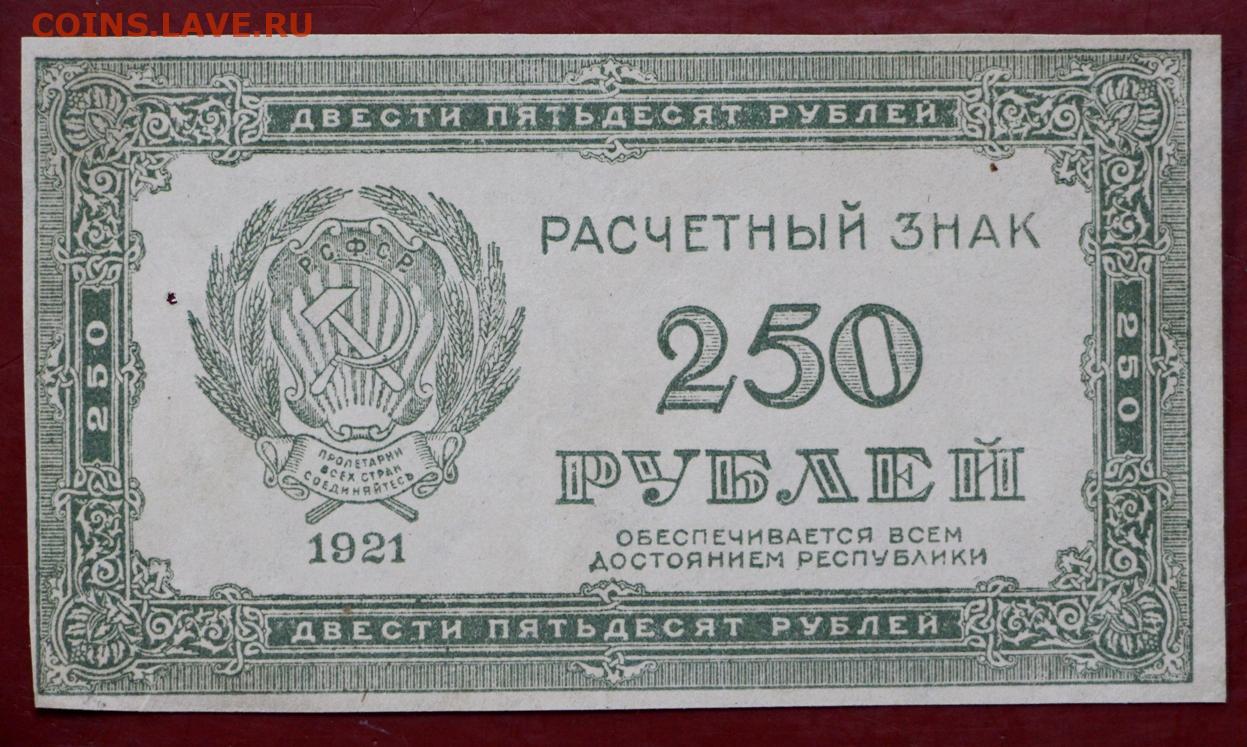 COINS.LAVE.RU
ДВЕСТИ ПЯТЬДЕСЯТ РУБЛЕЙ
РСФСР
РАСЧЕТНЫЙ ЗНАК
250
250
250
РУБЛЕЙ
ПРОЛЕТАРИИ
ВСЕХ СТРАН
СОЕДИНЯЙТЕСЬ
1921
ОБЕСПЕЧИВАЕТСЯ ВСЕМ
ДОСТОЯНИЕМ РЕСПУБЛИКИ
ДВЕСТИ ПЯТЬДЕСЯТ РУБЛЕЙ